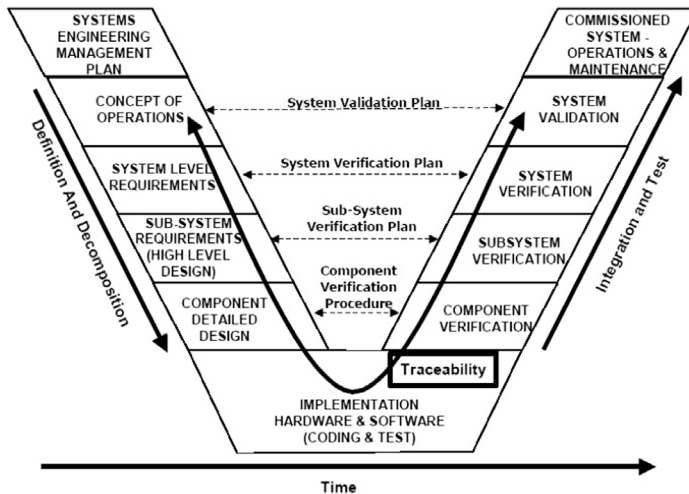 SYSTEMS
ENGINEERING
MANAGEMENT
PLAN
COMMISSIONED
SYSTEM -
OPERATIONS &
MAINTENANCE
CONCEPT OF
OPERATIONS
System Validation Plan
SYSTEM
VALIDATION
SYSTEM LEVEL
REQUIREMENTS
System Verification Plan
SYSTEM
VERIFICATION
SUB-SYSTEM
REQUIREMENTS
(HIGH LEVEL
DESIGN)
Sub-System
Verification Plan
SUBSYSTEM
VERIFICATION
COMPONENT
DETAILED
DESIGN
Component
Verification
Procedure
COMPONENT
VERIFICATION
Definition And Decomposition
Integration and Test
Traceability
IMPLEMENTATION
HARDWARE & SOFTWARE
(CODING & TEST)
Time